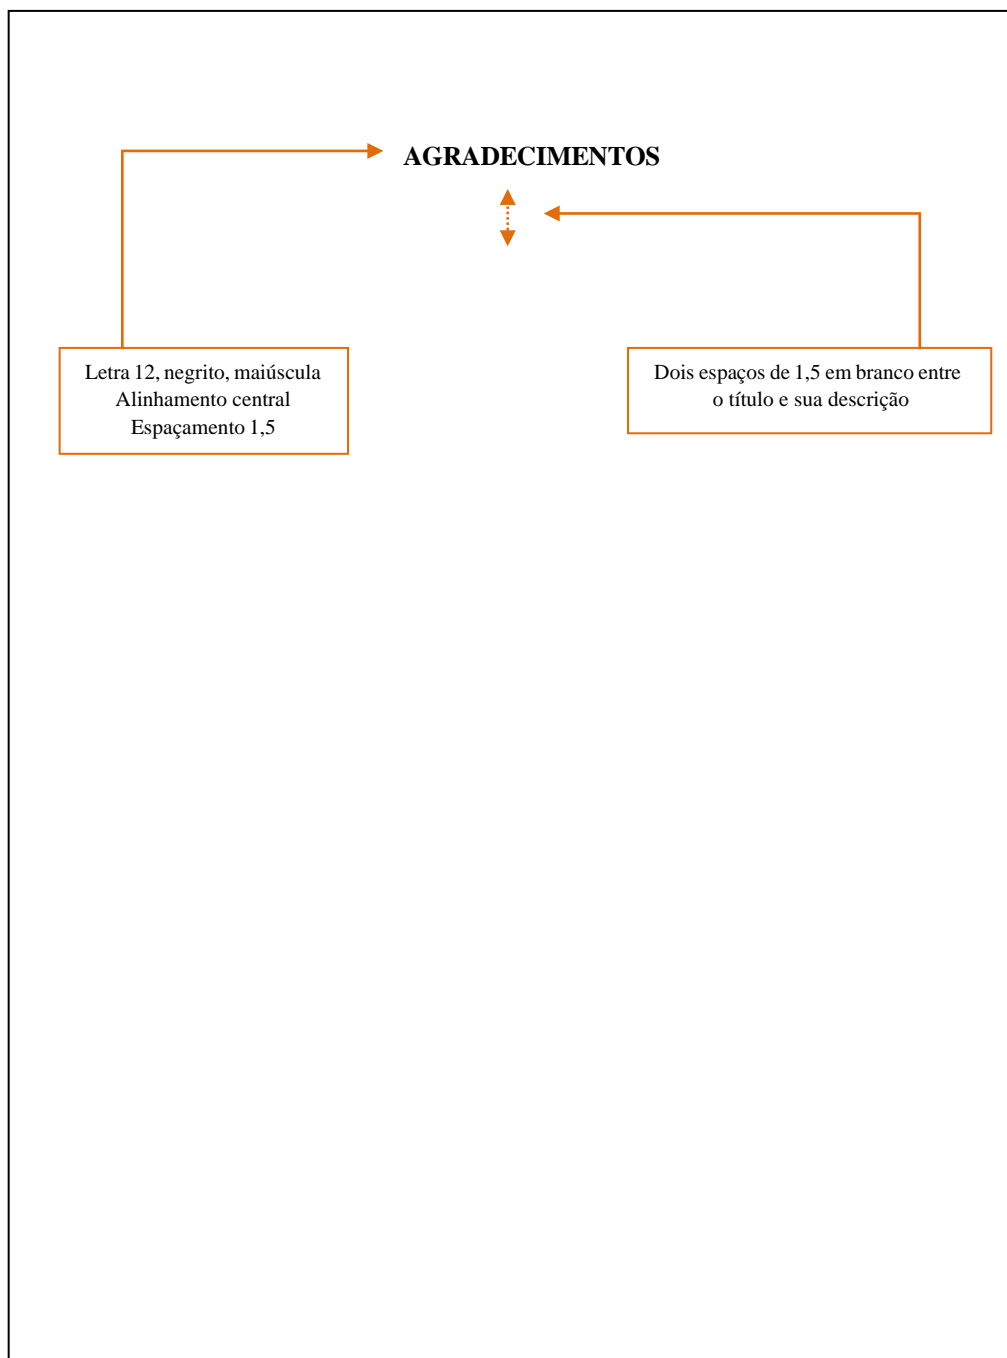 AGRADECIMENTOS
Letra 12, negrito, maiúscula
Alinhamento central
Espaçamento 1,5
Dois espaços de 1,5 em branco entre
o título e sua descrição